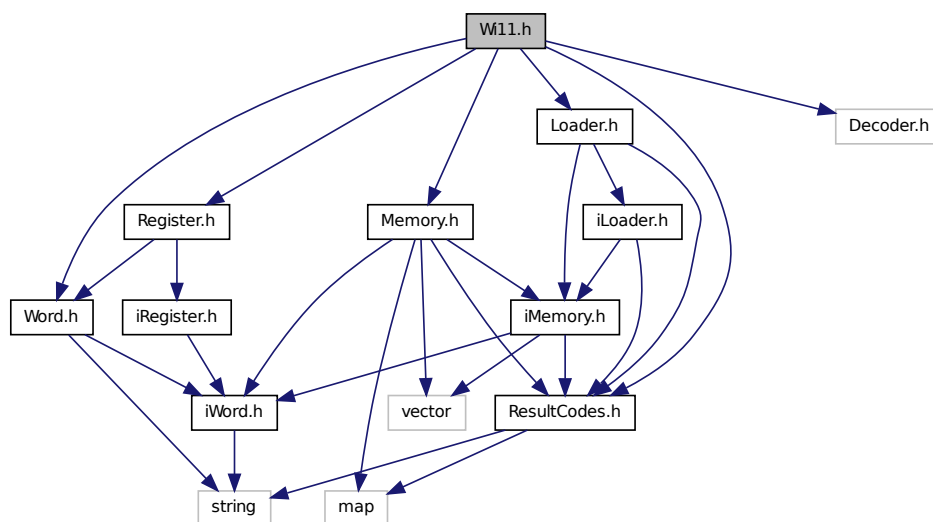 Wi11.h
Loader.h
Decoder.h
Register.h
Memory.h
iLoader.h
Word.h
iRegister.h
iMemory.h
iWord.h
vector
ResultCodes.h
string
map